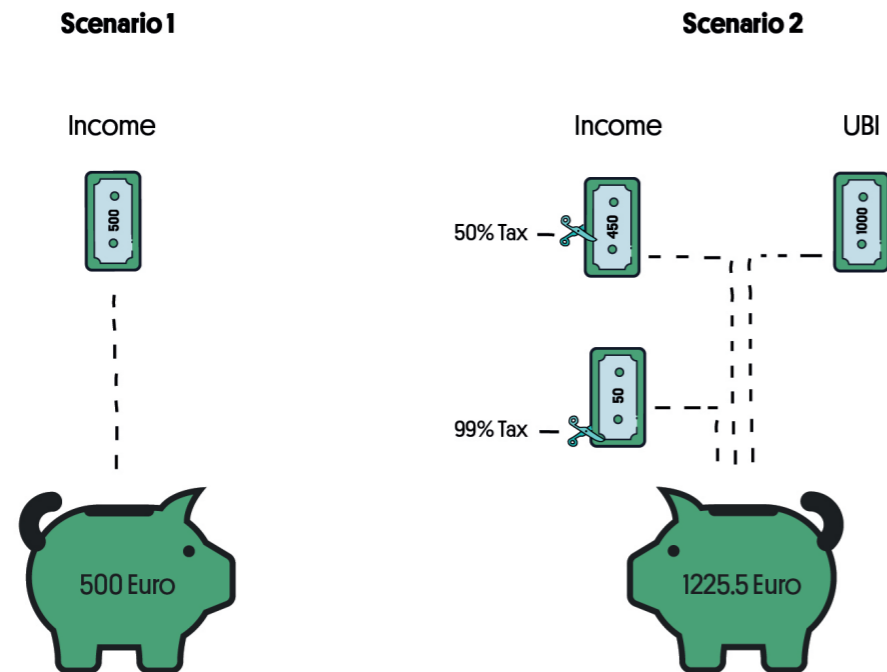 Scenario 1
Scenario 2
Income
Income
UBI
500
50% Tax
450
1000
99% Tax
50
500 Euro
1225.5 Euro